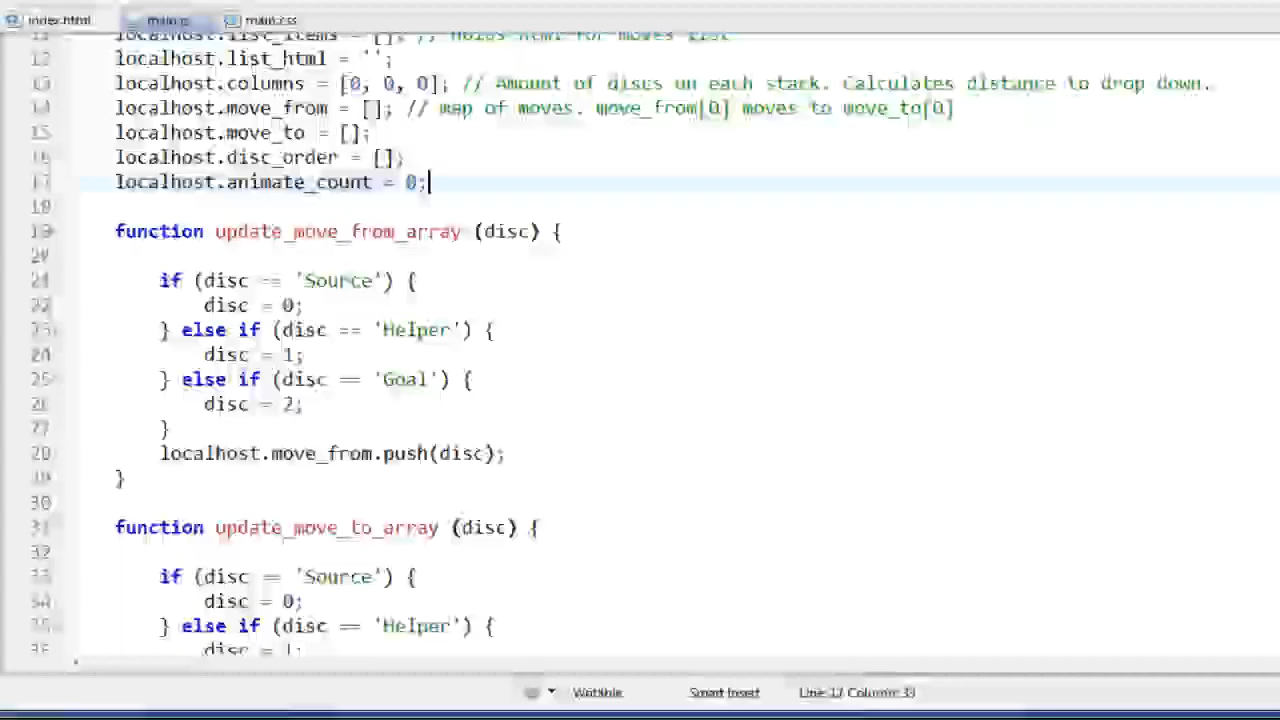 index.html main.js main.css
11 localhost.list_items = []; // Holds html for moves list
12 localhost.list_html = '';
13 localhost.columns = [0, 0, 0]; // Amount of discs on each stack. Calculates distance to drop down.
14 localhost.move_from = []; // map of moves. move_from[0] moves to move_to[0]
15 localhost.move_to = [];
16 localhost.disc_order = [];
17 localhost.animate_count = 0;
18
19 function update_move_from_array (disc) {
20
21 if (disc == 'Source') {
22 disc = 0;
23 } else if (disc == 'Helper') {
24 disc = 1;
25 } else if (disc == 'Goal') {
26 disc = 2;
27 }
28 localhost.move_from.push(disc);
29 }
30
31 function update_move_to_array (disc) {
32
33 if (disc == 'Source') {
34 disc = 0;
35 } else if (disc == 'Helper') {
36 disc = 1;
Writable Smart Insert Line: 17 Column: 33